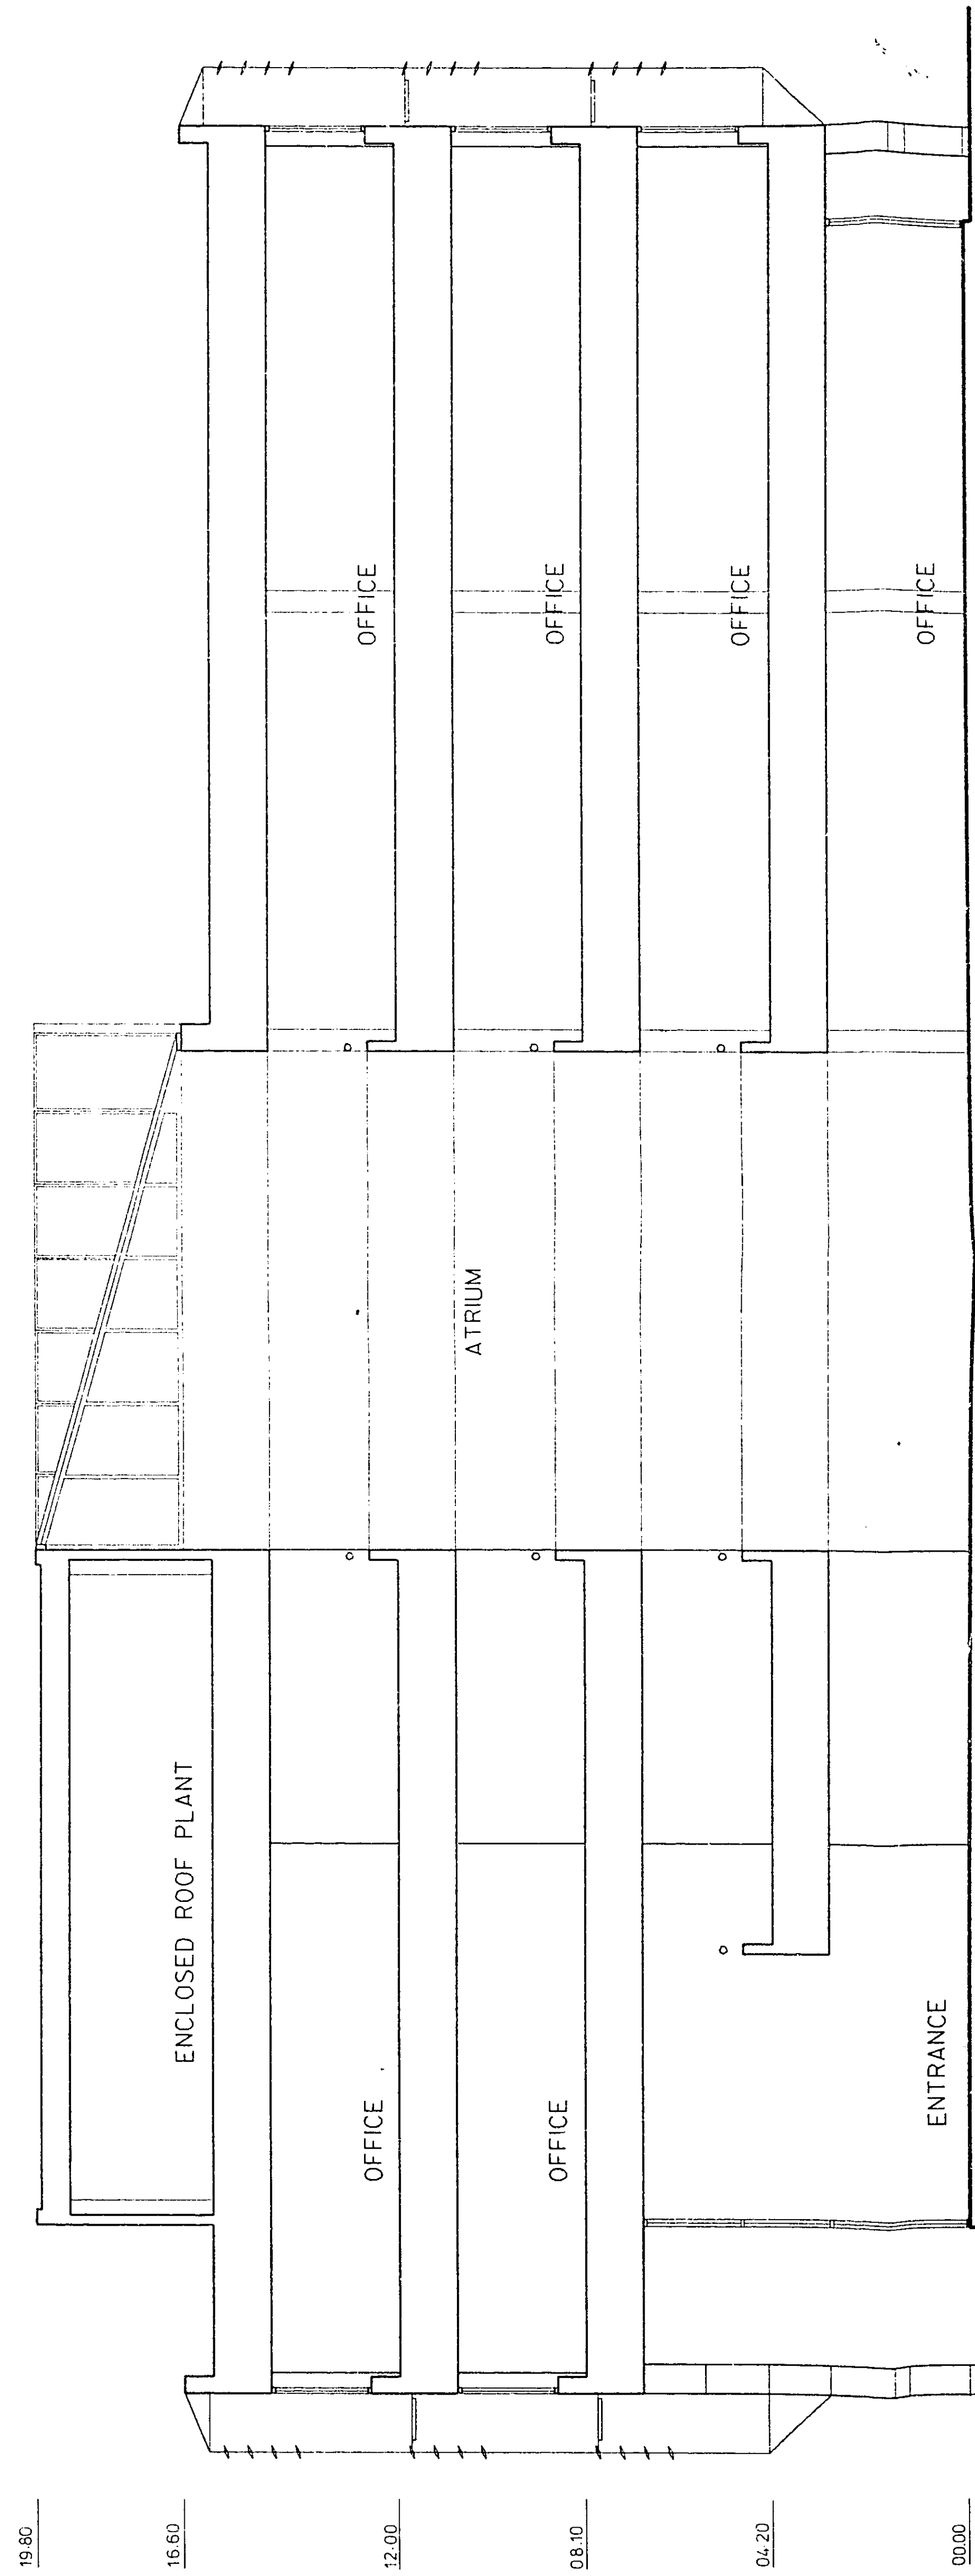 19.80
16.60
12.00
08.10
04.20
00.00
ENCLOSED ROOF PLANT
OFFICE
OFFICE
ENTRANCE
ATRIUM
OFFICE
OFFICE
OFFICE
OFFICE